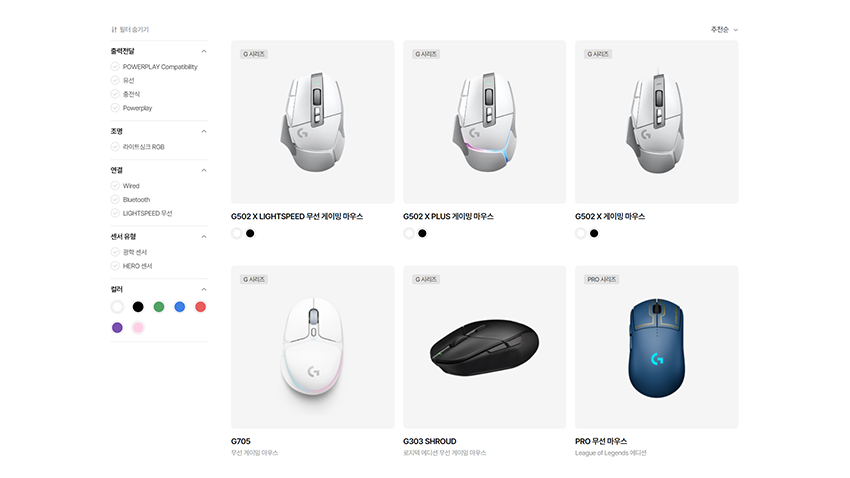 필터 숨기기
추천순
출력전달
POWERPLAY Compatibility
유선
충전식
Powerplay
조명
라이트싱크 RGB
연결
Wired
Bluetooth
LIGHTSPEED 무선
센서 유형
광학 센서
HERO 센서
컬러
G 시리즈
G502 X LIGHTSPEED 무선 게이밍 마우스
G 시리즈
G502 X PLUS 게이밍 마우스
G 시리즈
G502 X 게이밍 마우스
G 시리즈
G705
무선 게이밍 마우스
G 시리즈
G303 SHROUD
로지텍 에디션 무선 게이밍 마우스
PRO 시리즈
PRO 무선 마우스
League of Legends 에디션